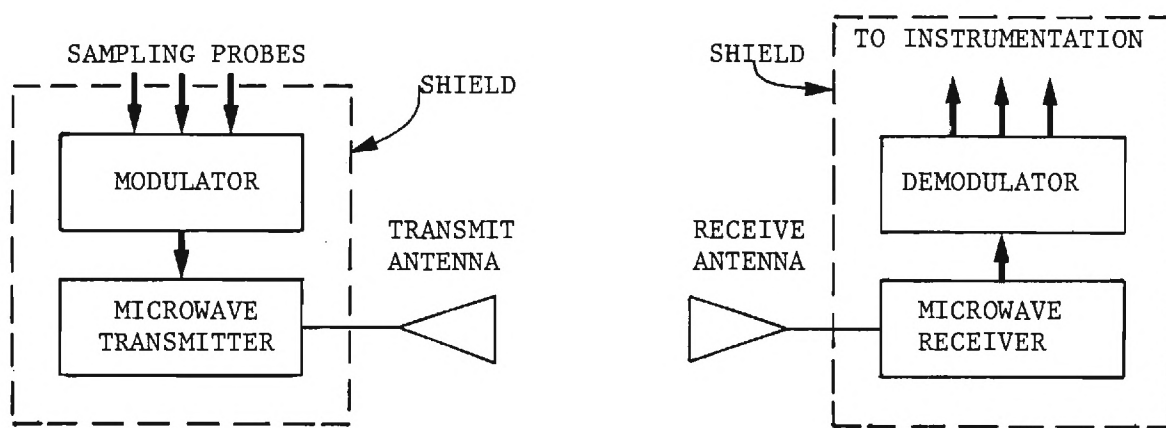 SAMPLING PROBES
SHIELD
MODULATOR
TRANSMIT
ANTENNA
MICROWAVE
TRANSMITTER
TO INSTRUMENTATION
SHIELD
DEMODULATOR
RECEIVE
ANTENNA
MICROWAVE
RECEIVER